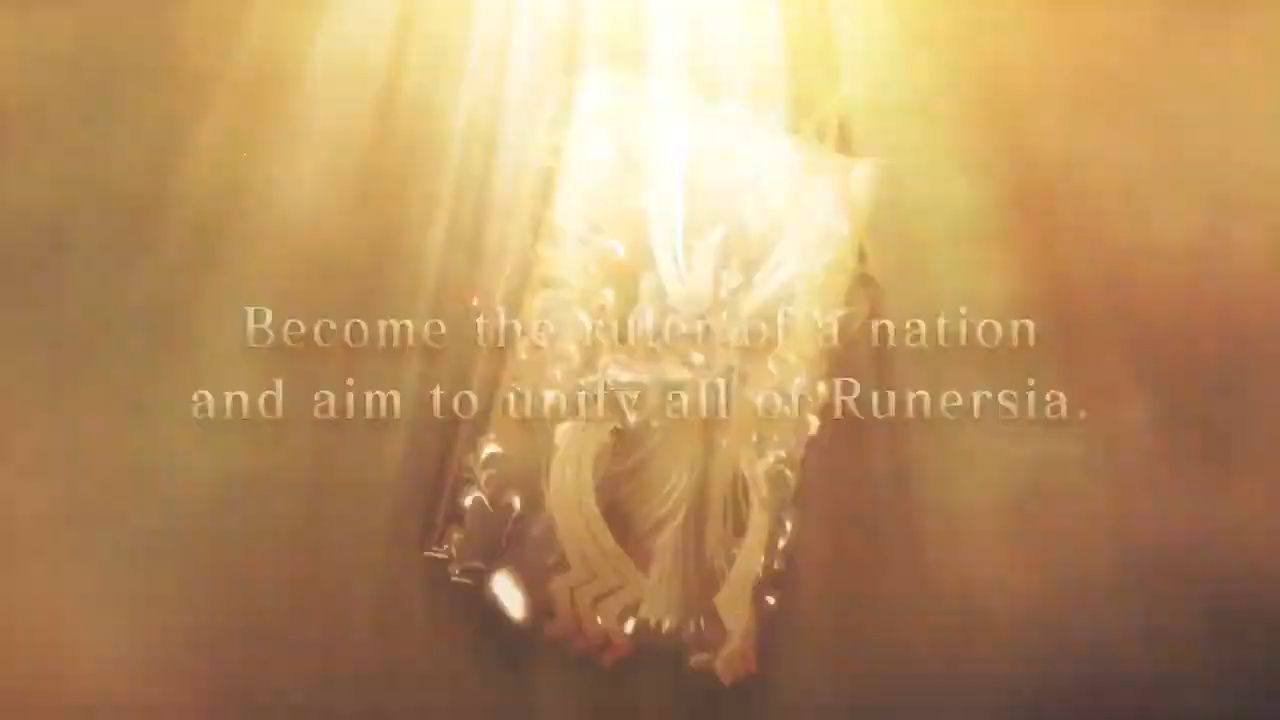 Become the ruler of a nation
and aim to unify all of Runersia.